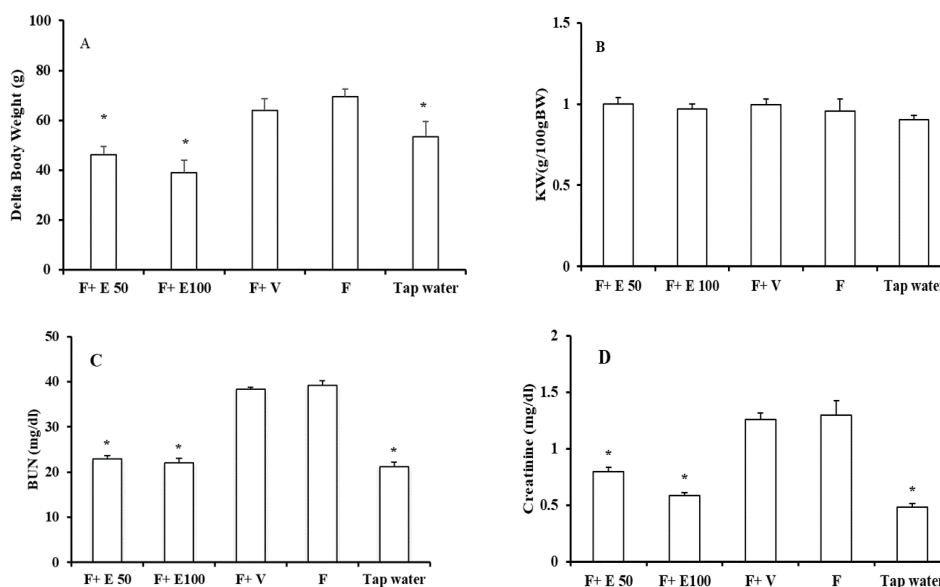 A
Delta Body Weight (g)
100
80
60
40
20
0
* * *
F+ E 50 F+ E100 F+ V F Tap water
B
KW(g/100gBW)
1.5
1
0.5
0
F+ E 50 F+ E 100 F+ V F Tap water
C
BUN (mg/dl)
50
40
30
20
10
0
* * *
F+ E 50 F+ E100 F+ V F Tap water
D
Creatinine (mg/dl)
2
1.5
1
0.5
0
* * *
F+ E 50 F+ E100 F+ V F Tap water